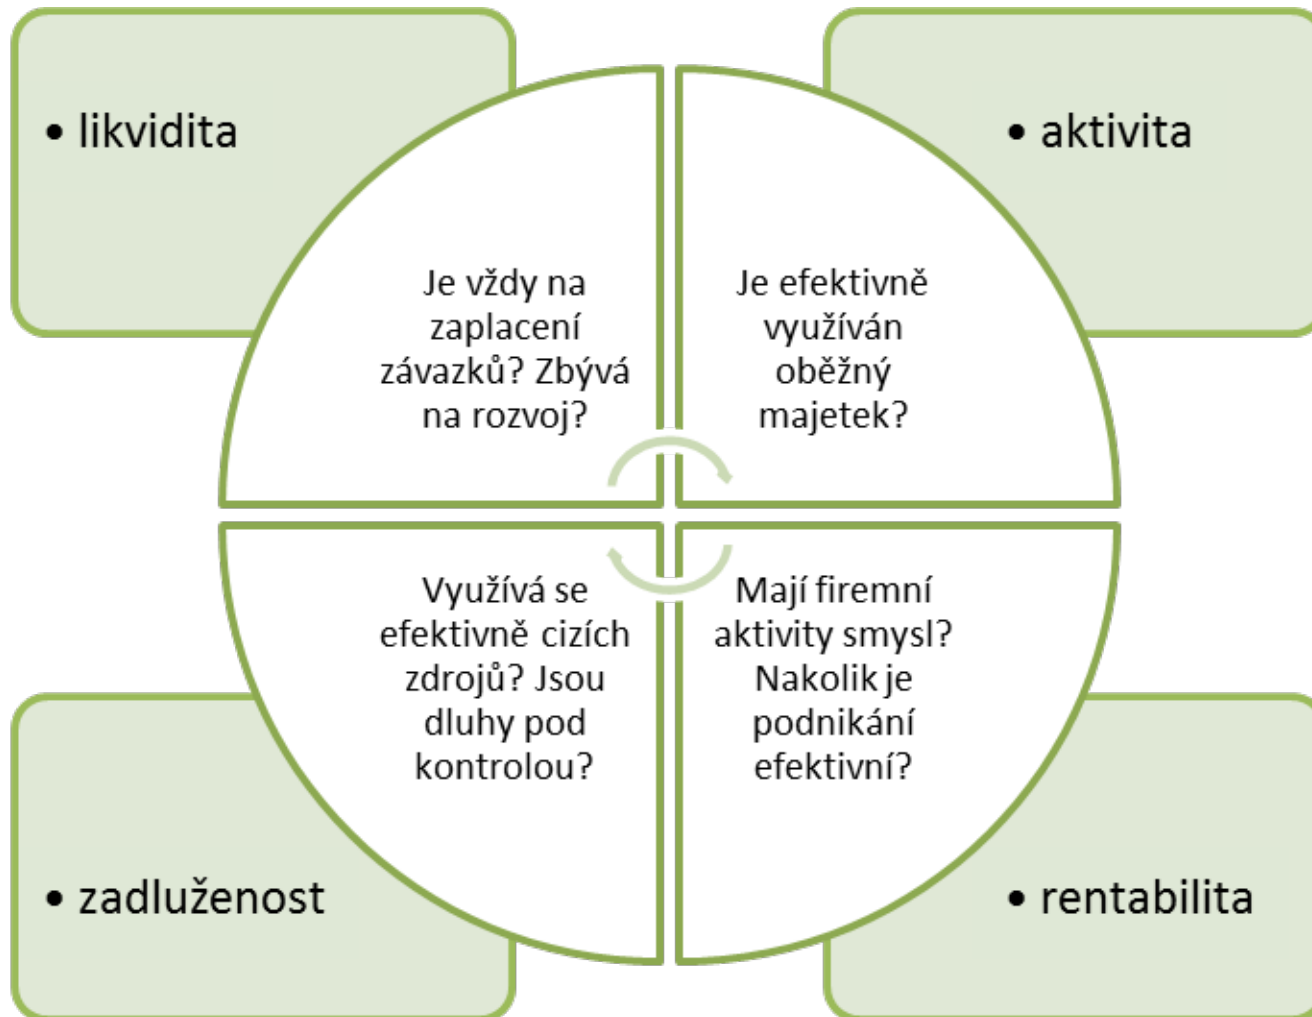 • likvidita
• aktivita
Je vždy na
zaplacení
závazků? Zbývá
na rozvoj?
Je efektivně
využíván
oběžný
majetek?
Využívá se
efektivně cizích
zdrojů? Jsou
dluhy pod
kontrolou?
Mají firemní
aktivity smysl?
Nakolik je
podnikání
efektivní?
• zadluženost
• rentabilita